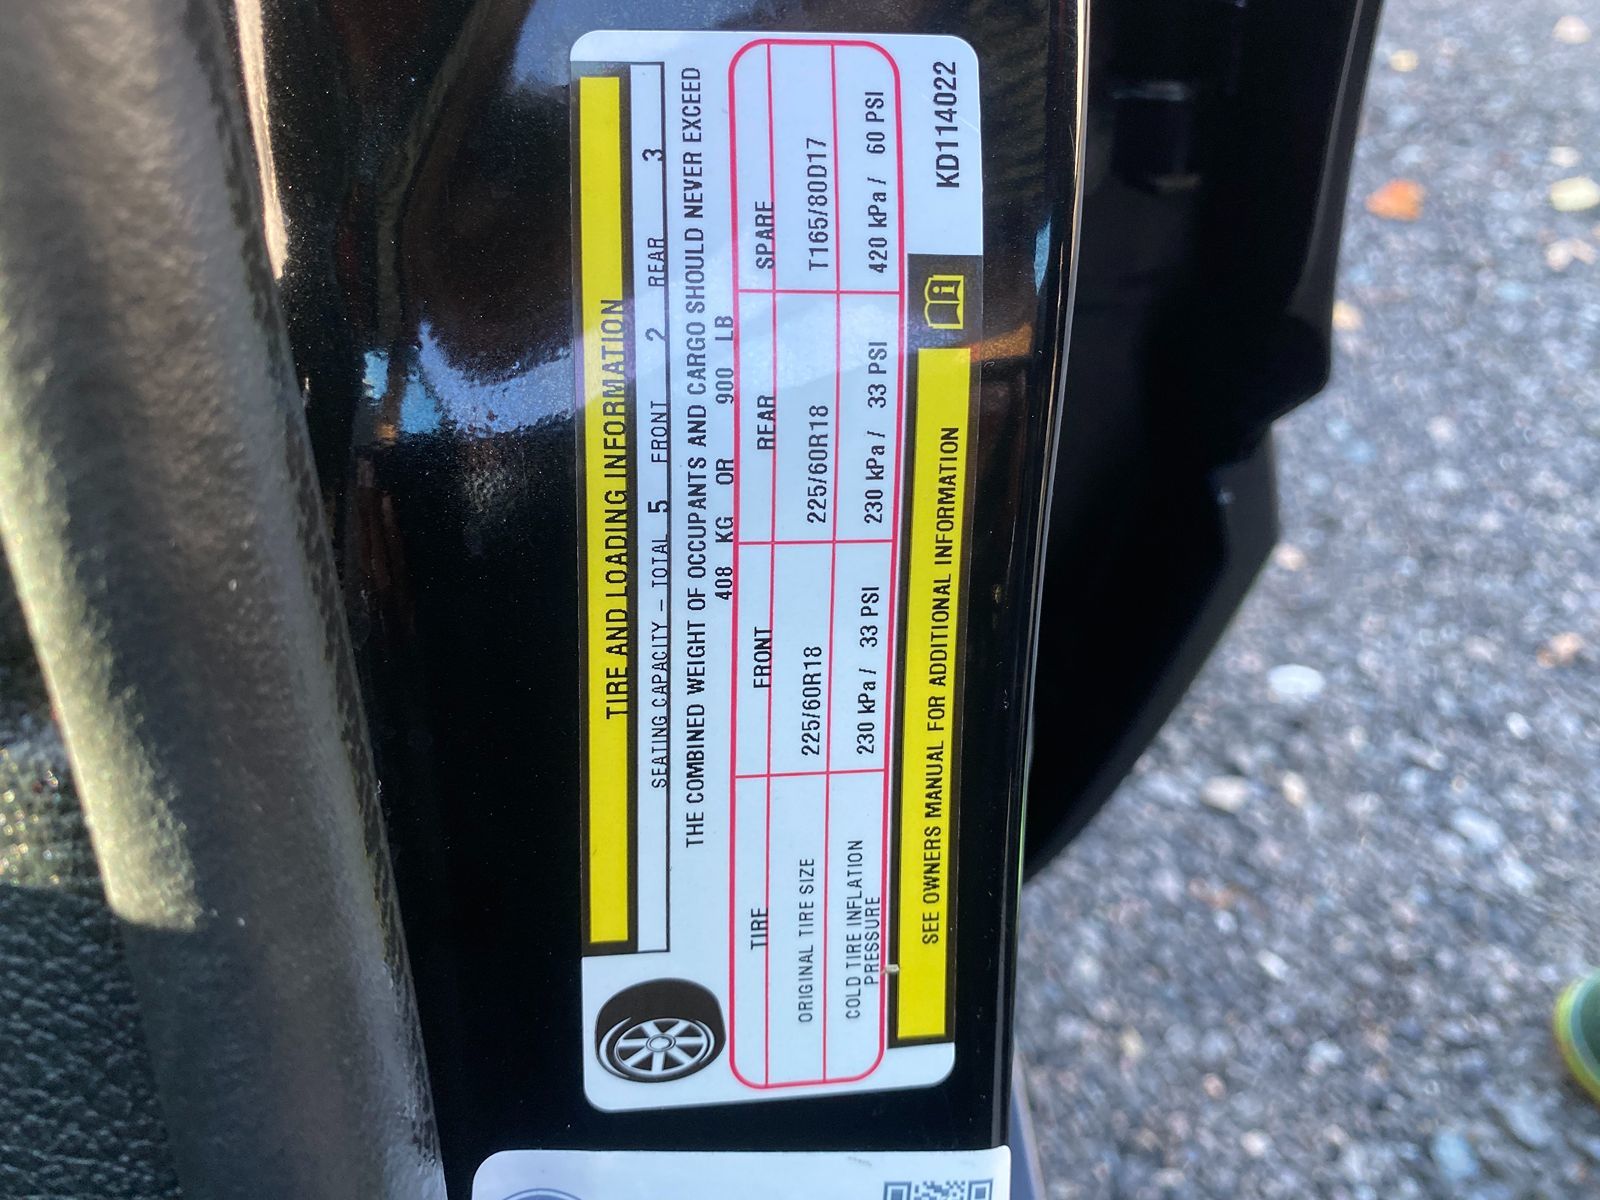 TIRE AND LOADING INFORMATION
SEATING CAPACITY – TOTAL 5 FRONT 2 REAR 3
THE COMBINED WEIGHT OF OCCUPANTS AND CARGO SHOULD NEVER EXCEED
408 KG OR 900 LB
TIRE FRONT REAR SPARE
ORIGINAL TIRE SIZE 225/60R18 225/60R18 T165/80D17
COLD TIRE INFLATION
PRESSURE 230 kPa / 33 PSI 230 kPa / 33 PSI 420 kPa / 60 PSI
SEE OWNERS MANUAL FOR ADDITIONAL INFORMATION
KD114022